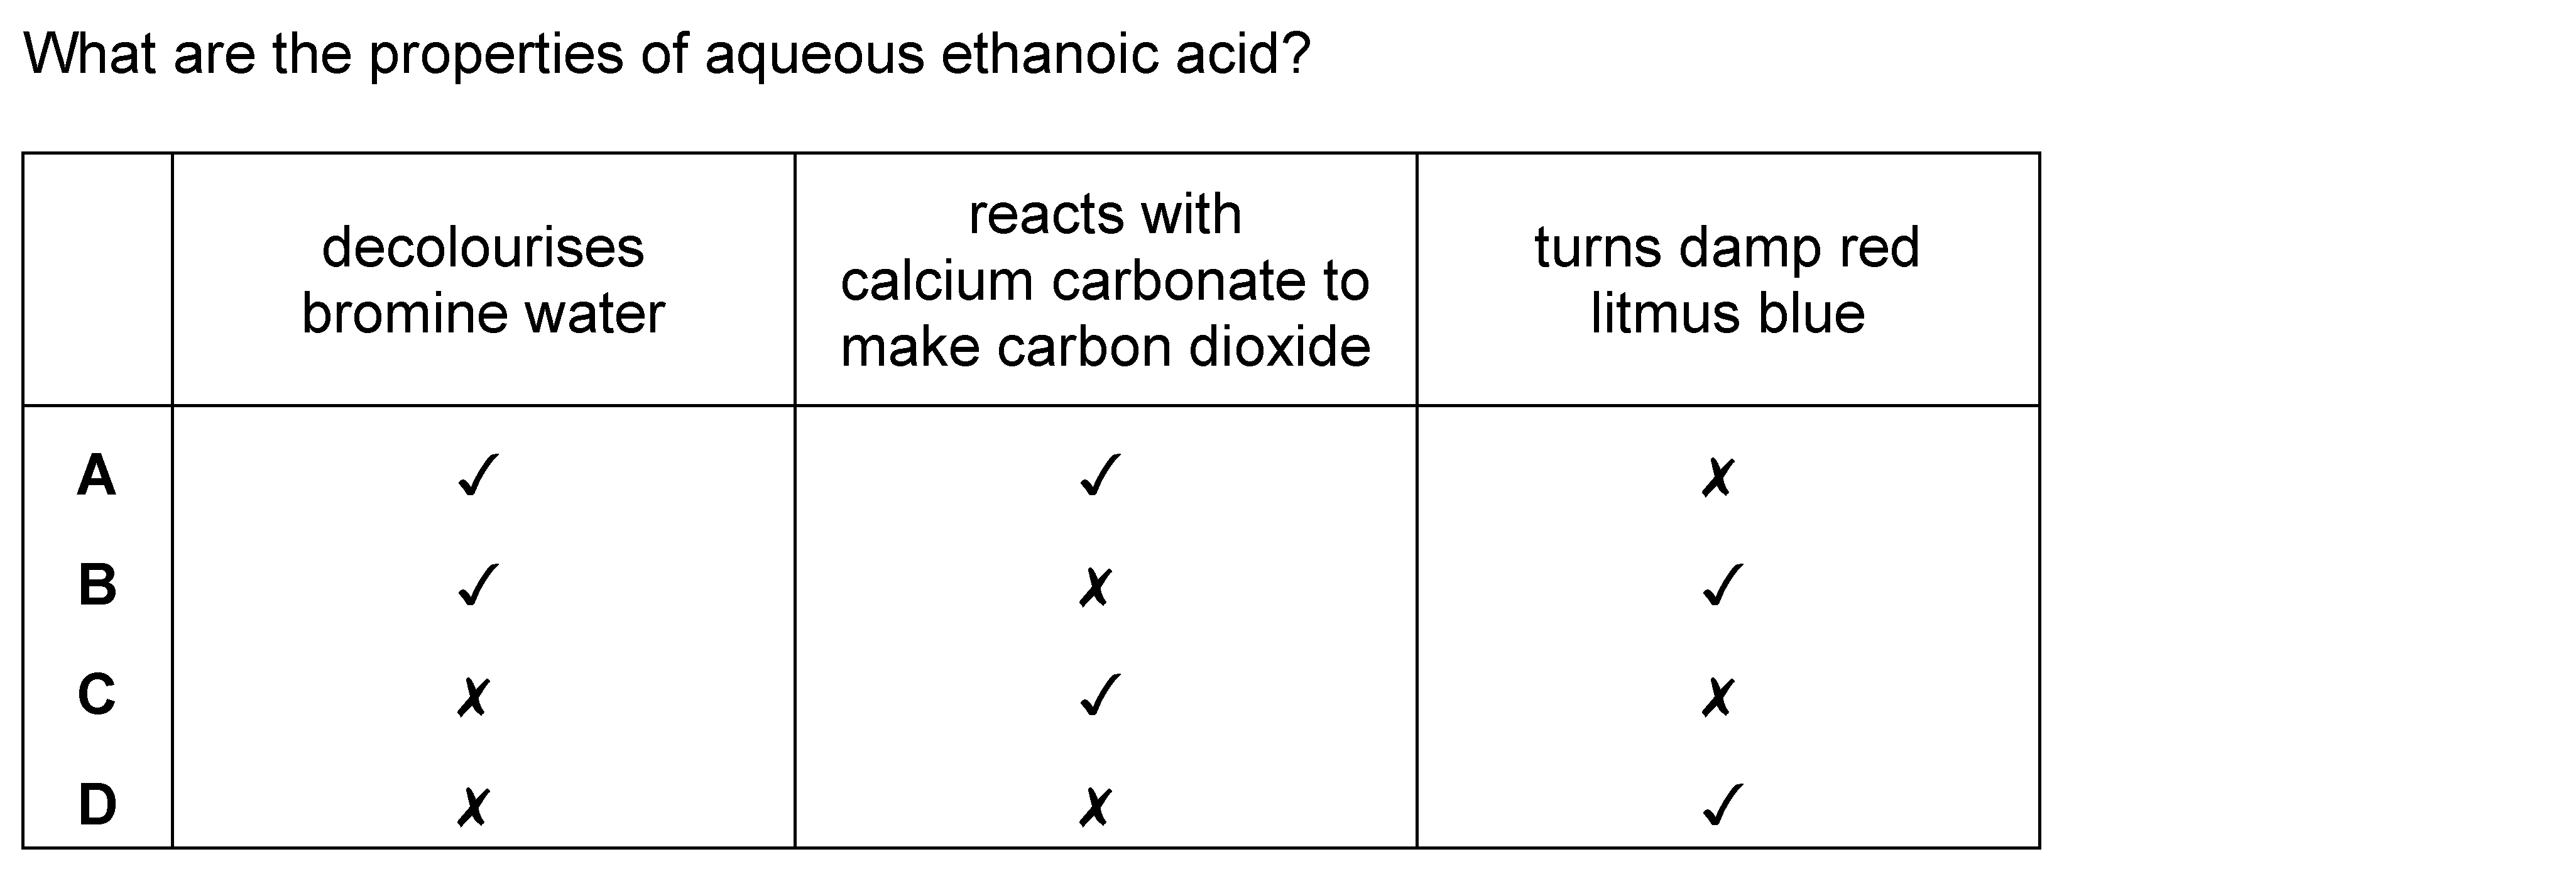 What are the properties of aqueous ethanoic acid?
decolourises
bromine water
reacts with
calcium carbonate to
make carbon dioxide
turns damp red
litmus blue
A ✓ ✓ ✗
B ✓ ✗ ✓
C ✗ ✓ ✗
D ✗ ✗ ✓